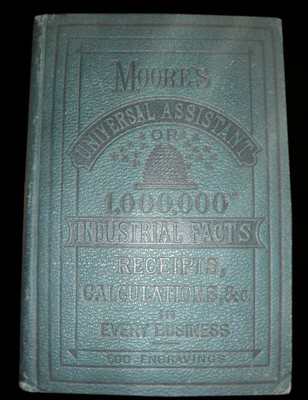 MOORE'S
UNIVERSAL ASSISTANT
OR
1,000,000
INDUSTRIAL FACTS
RECEIPTS,
CALCULATIONS, &c.
IN
EVERY BUSINESS
500 ENGRAVINGS